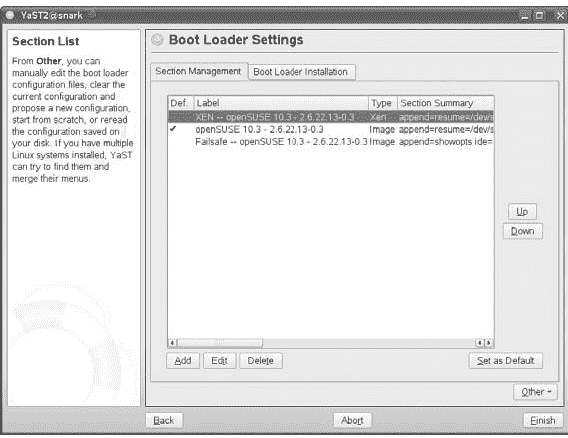 YaST2@snark
Section List
From Other, you can
manually edit the boot loader
configuration files, clear the
current configuration and
propose a new configuration,
start from scratch, or reread
the configuration saved on
your disk. If you have multiple
Linux systems installed, YaST
can try to find them and
merge their menus.
Boot Loader Settings
Section Management Boot Loader Installation
Def. Label Type Section Summary
XEN -- openSUSE 10.3 - 2.6.22.13-0.3 Xen append=resume=/dev/s
✔ openSUSE 10.3 - 2.6.22.13-0.3 Image append=resume=/dev/s
Failsafe -- openSUSE 10.3 - 2.6.22.13-0.3 Image append=showopts ide=
Up
Down
Add Edit Delete Set as Default
Other
Back Abort Finish